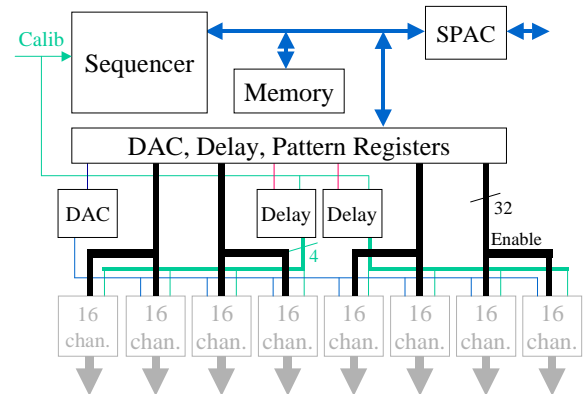 Calib
Sequencer
SPAC
Memory
DAC, Delay, Pattern Registers
DAC
Delay
Delay
32
Enable
4
16
chan.
16
chan.
16
chan.
16
chan.
16
chan.
16
chan.
16
chan.
16
chan.